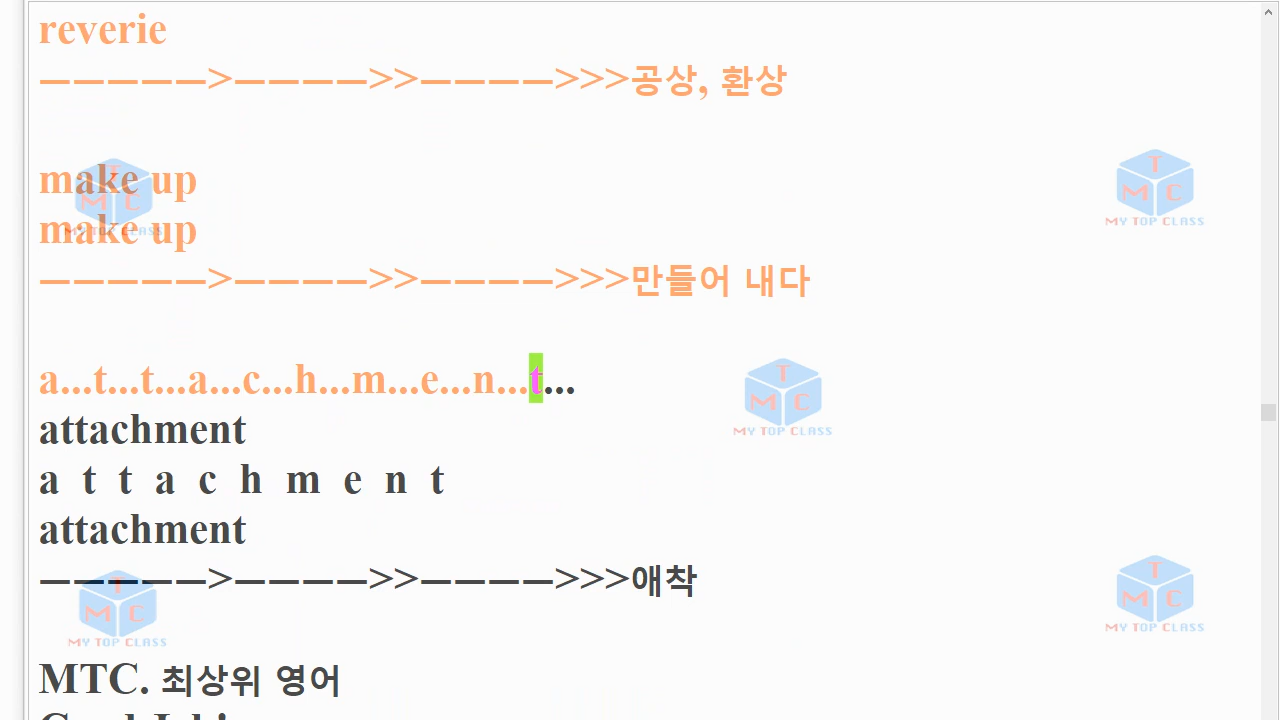 reverie
—————>————>>————>>>공상, 환상
make up
make up
—————>————>>————>>>만들어 내다
a...t...t...a...c...h...m...e...n...t...
attachment
a t t a c h m e n t
attachment
—————>————>>————>>>애착
MTC. 최상위 영어
T
M C
MY TOP CLASS
T
M C
MY TOP CLASS
T
M C
MY TOP CLASS
T
M C
MY TOP CLASS
T
M C
MY TOP CLASS